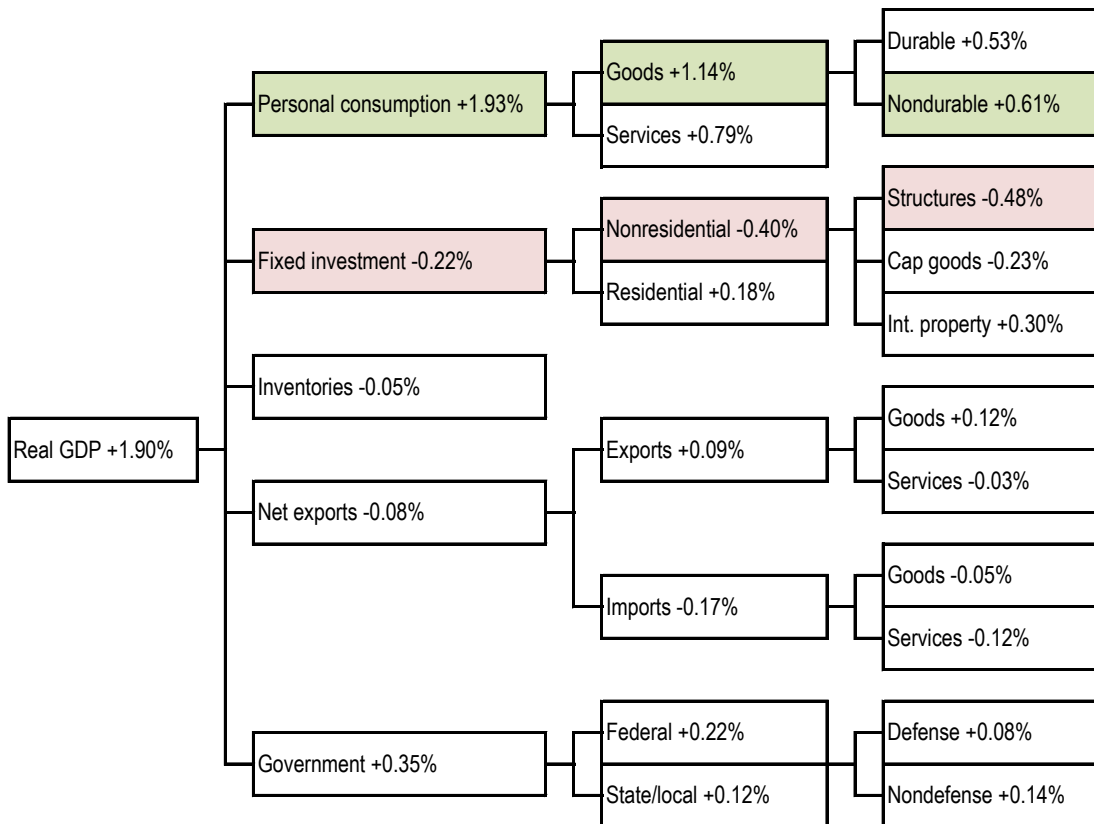 Durable +0.53%
Goods +1.14%
Personal consumption +1.93%
Nondurable +0.61%
Services +0.79%
Structures -0.48%
Nonresidential -0.40%
Fixed investment -0.22%
Cap goods -0.23%
Residential +0.18%
Int. property +0.30%
Inventories -0.05%
Goods +0.12%
Real GDP +1.90%
Exports +0.09%
Services -0.03%
Net exports -0.08%
Goods -0.05%
Imports -0.17%
Services -0.12%
Federal +0.22%
Defense +0.08%
Government +0.35%
State/local +0.12%
Nondefense +0.14%